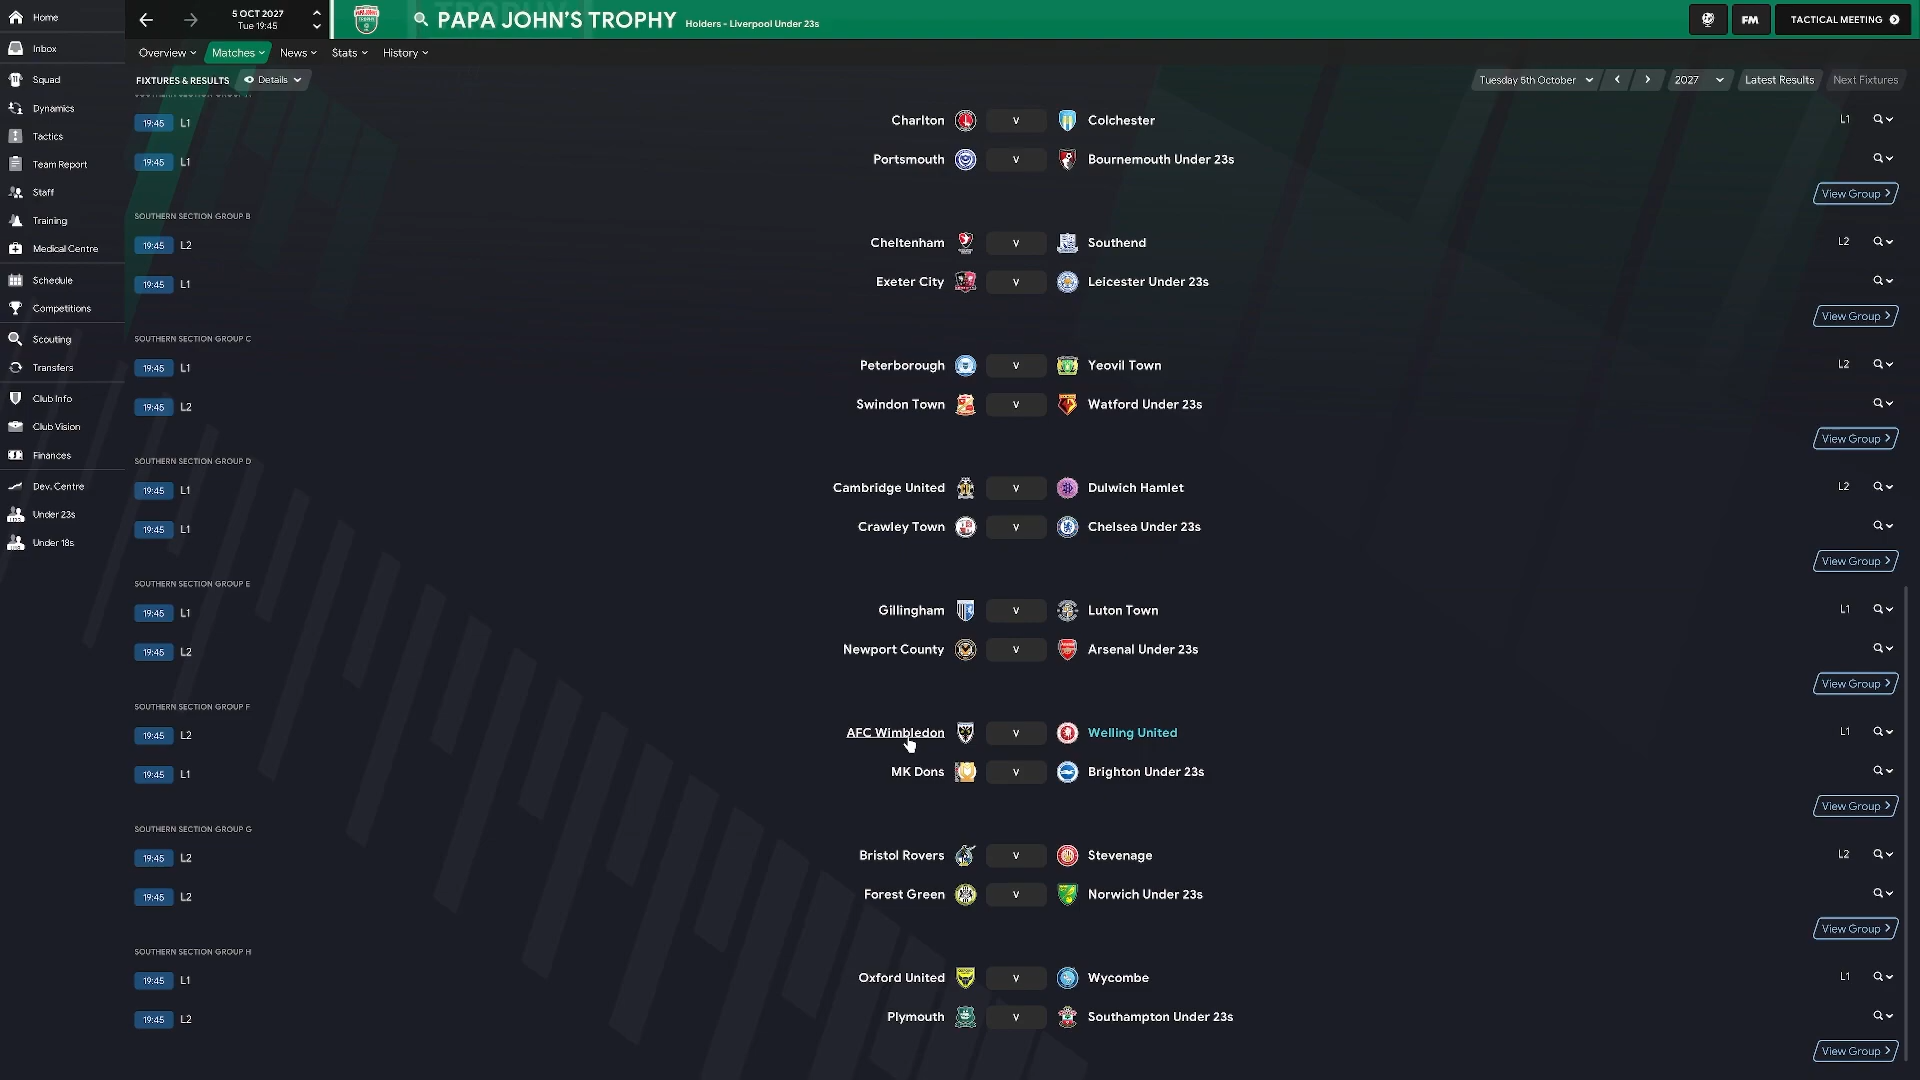 Home
Inbox
Squad
Dynamics
Tactics
Team Report
Staff
Training
Medical Centre
Schedule
Competitions
Scouting
Transfers
Club Info
Club Vision
Finances
Dev. Centre
Under 23s
Under 18s
5 OCT 2027
Tue 19:45
PAPA JOHN'S TROPHY
Holders - Liverpool Under 23s
FM
TACTICAL MEETING
Overview Matches News Stats History
FIXTURES & RESULTS Details
Tuesday 5th October 2027 Latest Results Next Fixtures
19:45 L1 Charlton v Colchester L1
19:45 L1 Portsmouth v Bournemouth Under 23s
View Group
SOUTHERN SECTION GROUP B
19:45 L2 Cheltenham v Southend L2
19:45 L1 Exeter City v Leicester Under 23s
View Group
SOUTHERN SECTION GROUP C
19:45 L1 Peterborough v Yeovil Town L2
19:45 L2 Swindon Town v Watford Under 23s
View Group
SOUTHERN SECTION GROUP D
19:45 L1 Cambridge United v Dulwich Hamlet L2
19:45 L1 Crawley Town v Chelsea Under 23s
View Group
SOUTHERN SECTION GROUP E
19:45 L1 Gillingham v Luton Town L1
19:45 L2 Newport County v Arsenal Under 23s
View Group
SOUTHERN SECTION GROUP F
19:45 L2 AFC Wimbledon v Welling United L1
19:45 L1 MK Dons v Brighton Under 23s
View Group
SOUTHERN SECTION GROUP G
19:45 L2 Bristol Rovers v Stevenage L2
19:45 L2 Forest Green v Norwich Under 23s
View Group
SOUTHERN SECTION GROUP H
19:45 L1 Oxford United v Wycombe L1
19:45 L2 Plymouth v Southampton Under 23s
View Group